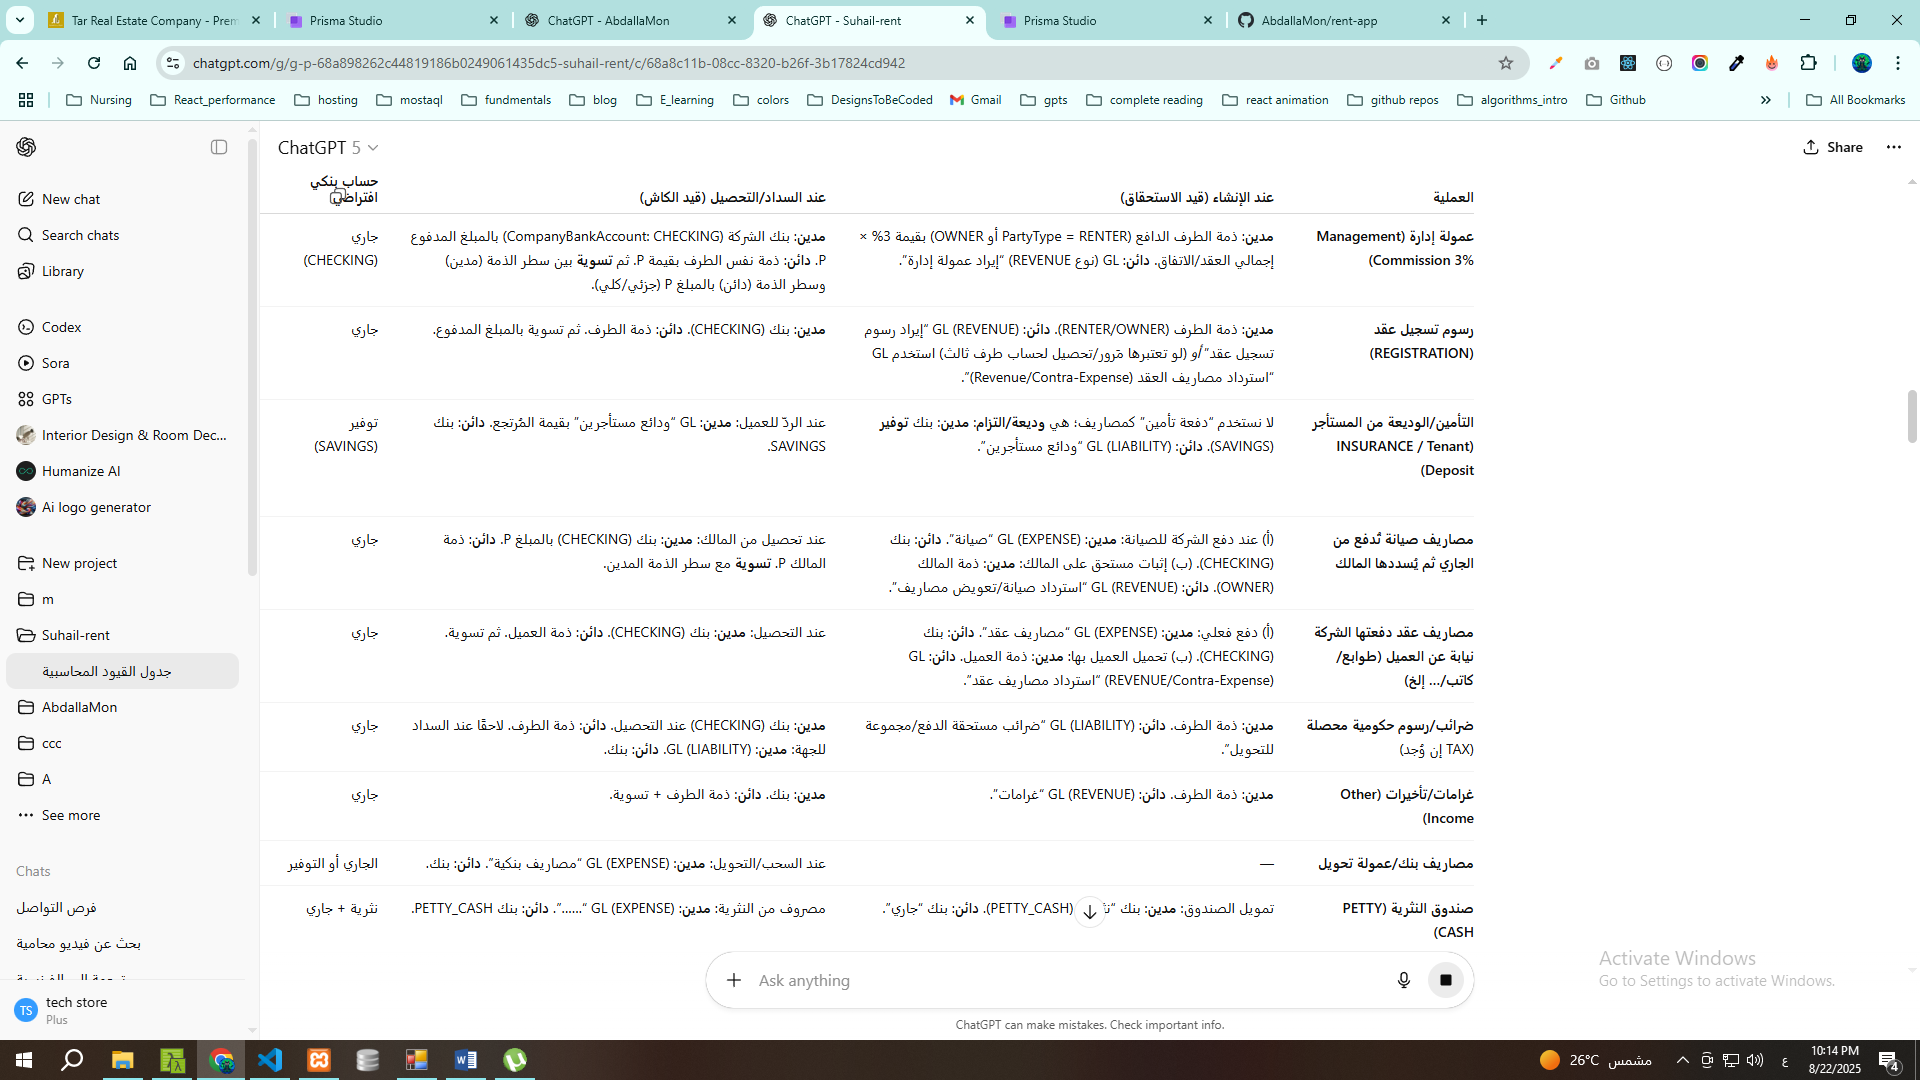 Tar Real Estate Company - Prem
Prisma Studio
ChatGPT - AbdallaMon
ChatGPT - Suhail-rent
Prisma Studio
AbdallaMon/rent-app
chatgpt.com/g/g-p-68a898262c44819186b0249061435dc5-suhail-rent/c/68a8c11b-08cc-8320-b26f-3b17824cd942
Nursing
React_performance
hosting
mostaql
fundmentals
blog
E_learning
colors
DesignsToBeCoded
Gmail
gpts
complete reading
react animation
github repos
algorithms_intro
Github
All Bookmarks
New chat
Search chats
Library
Codex
Sora
GPTs
Interior Design & Room Dec...
Humanize AI
Ai logo generator
New project
m
Suhail-rent
جدول القيود المحاسبية
AbdallaMon
ccc
A
See more
Chats
فرص التواصل
بحث عن فيديو محامية
TS
tech store
Plus
ChatGPT 5
Share
العملية
عند الإنشاء (قيد الاستحقاق)
عند السداد/التحصيل (قيد الكاش)
حساب بنكي
افتراضي
عمولة إدارة (Management
Commission 3%)
مدين: ذمة الطرف الدافع (PartyType = RENTER أو OWNER) بقيمة 3% ×
إجمالي العقد/الاتفاق. دائن: GL (نوع REVENUE) “إيراد عمولة إدارة”.
مدين: بنك الشركة (CompanyBankAccount: CHECKING) بالمبلغ المدفوع
P. دائن: ذمة نفس الطرف بقيمة P. ثم تسوية بين سطر الذمة (مدين)
وسطر الذمة (دائن) بالمبلغ P (جزئي/كلي).
جاري
(CHECKING)
رسوم تسجيل عقد
(REGISTRATION)
مدين: ذمة الطرف (RENTER/OWNER). دائن: GL (REVENUE) “إيراد رسوم
تسجيل عقد” أو (لو تعتبرها مَرور/تحصيل لحساب طرف ثالث) استخدم GL
“استرداد مصاريف العقد (Revenue/Contra-Expense)”.
مدين: بنك (CHECKING). دائن: ذمة الطرف. ثم تسوية بالمبلغ المدفوع.
جاري
التأمين/الوديعة من المستأجر
(INSURANCE / Tenant
Deposit)
لا نستخدم “دفعة تأمين” كمصاريف؛ هي وديعة/التزام: مدين: بنك توفير
(SAVINGS). دائن: GL (LIABILITY) “ودائع مستأجرين”.
عند الردّ للعميل: مدين: GL “ودائع مستأجرين” بقيمة المُرتجع. دائن: بنك
SAVINGS.
توفير
(SAVINGS)
مصاريف صيانة تُدفع من
الجاري ثم يُسددها المالك
(أ) عند دفع الشركة للصيانة: مدين: GL (EXPENSE) “صيانة”. دائن: بنك
(CHECKING). (ب) إثبات مستحق على المالك: مدين: ذمة المالك
(OWNER). دائن: GL (REVENUE) “استرداد صيانة/تعويض مصاريف”.
عند تحصيل من المالك: مدين: بنك (CHECKING) بالمبلغ P. دائن: ذمة
المالك P. تسوية مع سطر الذمة المدين.
جاري
مصاريف عقد دفعتها الشركة
نيابة عن العميل (طوابع/
كاتب/… إلخ)
(أ) دفع فعلي: مدين: GL (EXPENSE) “مصاريف عقد”. دائن: بنك
(CHECKING). (ب) تحميل العميل بها: مدين: ذمة العميل. دائن: GL
(REVENUE/Contra-Expense) “استرداد مصاريف عقد”.
عند التحصيل: مدين: بنك (CHECKING). دائن: ذمة العميل. ثم تسوية.
جاري
ضرائب/رسوم حكومية محصلة
(TAX إن وُجد)
مدين: ذمة الطرف. دائن: GL (LIABILITY) “ضرائب مستحقة الدفع/مجموعة
للتحويل”.
مدين: بنك (CHECKING) عند التحصيل. دائن: ذمة الطرف. لاحقًا عند السداد
للجهة: مدين: GL (LIABILITY). دائن: بنك.
جاري
غرامات/تأخيرات (Other
Income)
مدين: ذمة الطرف. دائن: GL (REVENUE) “غرامات”.
مدين: بنك. دائن: ذمة الطرف + تسوية.
جاري
مصاريف بنك/عمولة تحويل
—
عند السحب/التحويل: مدين: GL (EXPENSE) “مصاريف بنكية”. دائن: بنك.
الجاري أو التوفير
صندوق النثرية (PETTY
CASH)
تمويل الصندوق: مدين: بنك (PETTY_CASH). دائن: بنك “جاري”.
مصروف من النثرية: مدين: GL (EXPENSE) “……”. دائن: بنك PETTY_CASH.
نثرية + جاري
Ask anything
ChatGPT can make mistakes. Check important info.
Activate Windows
Go to Settings to activate Windows.
26°C مشمس
ع
10:14 PM
8/22/2025
4